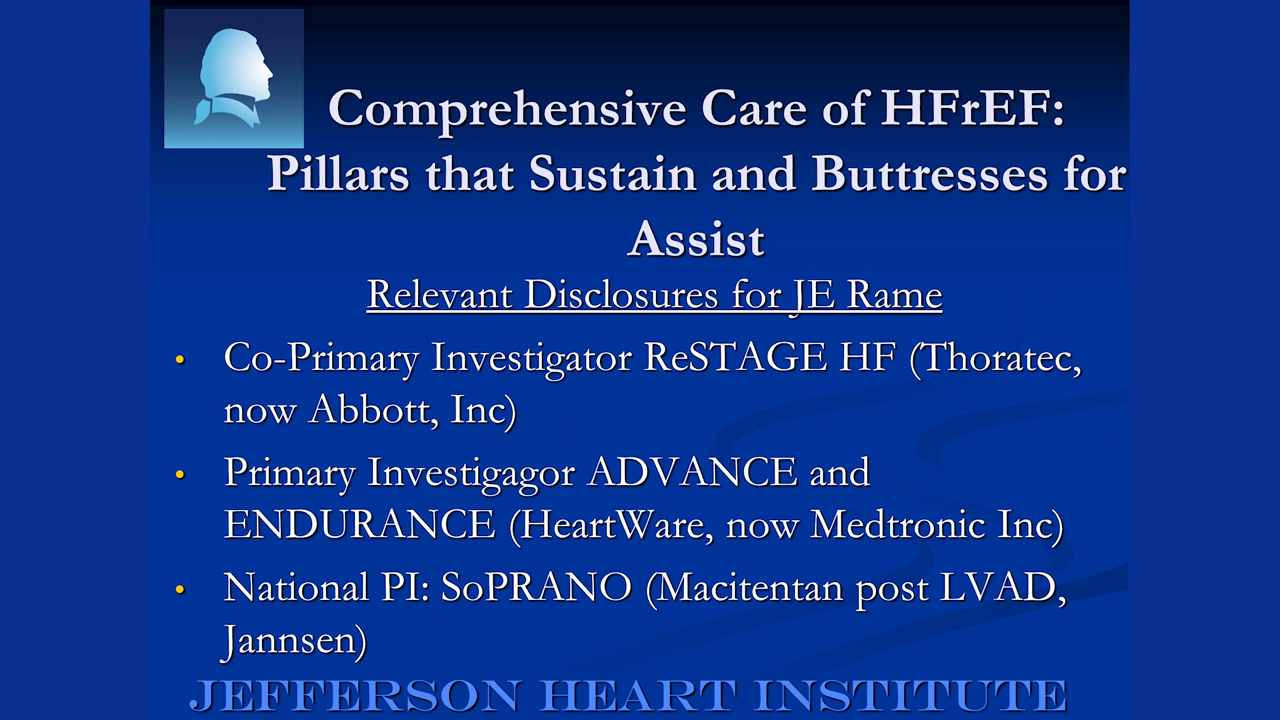 Comprehensive Care of HFrEF:
Pillars that Sustain and Buttresses for
Assist
Relevant Disclosures for JE Rame
• Co-Primary Investigator ReSTAGE HF (Thoratec,
now Abbott, Inc)
• Primary Investigagor ADVANCE and
ENDURANCE (HeartWare, now Medtronic Inc)
• National PI: SoPRANO (Macitentan post LVAD,
Jannsen)
JEFFERSON HEART INSTITUTE